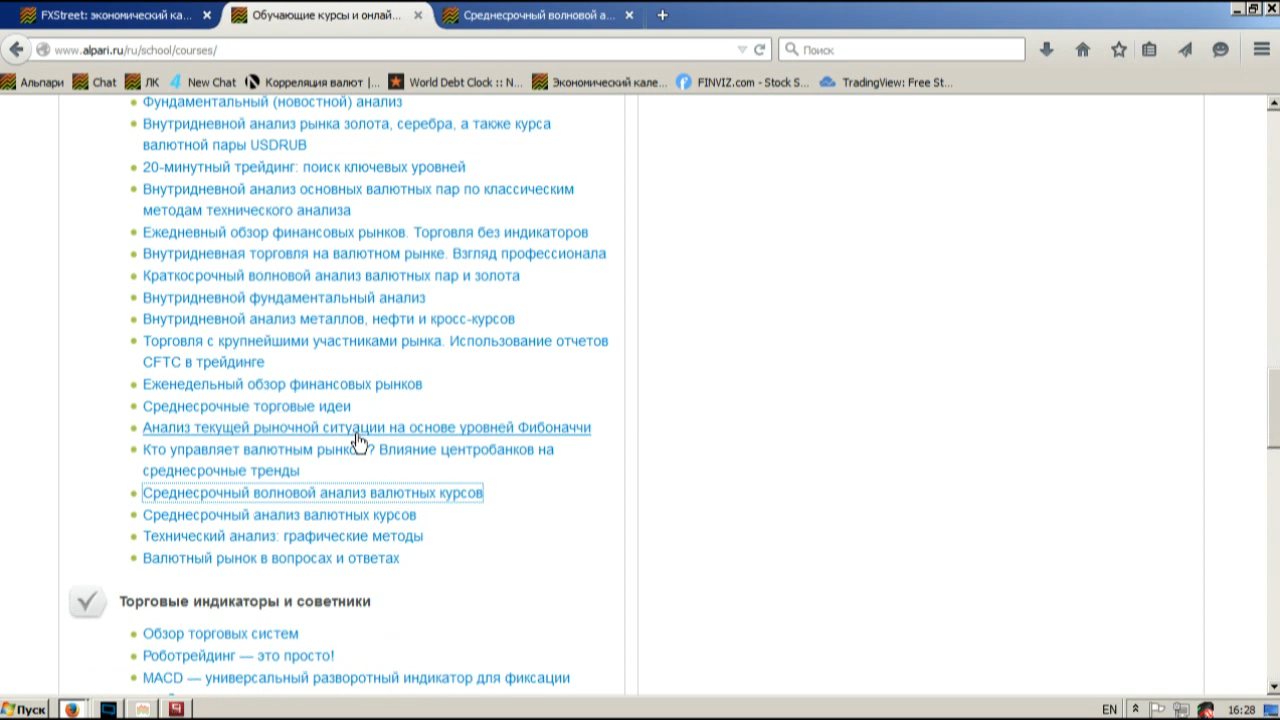 FXStreet: экономический ка...
Обучающие курсы и онлай...
Среднесрочный волновой а...
www.alpari.ru/ru/school/courses/
Поиск
Альпари
Chat
ЛК
New Chat
Корреляция валют |...
World Debt Clock :: N...
Экономический кале...
FINVIZ.com - Stock S...
TradingView: Free St...
Фундаментальный (новостной) анализ
Внутридневной анализ рынка золота, серебра, а также курса
валютной пары USDRUB
20-минутный трейдинг: поиск ключевых уровней
Внутридневной анализ основных валютных пар по классическим
методам технического анализа
Ежедневный обзор финансовых рынков. Торговля без индикаторов
Внутридневная торговля на валютном рынке. Взгляд профессионала
Краткосрочный волновой анализ валютных пар и золота
Внутридневной фундаментальный анализ
Внутридневной анализ металлов, нефти и кросс-курсов
Торговля с крупнейшими участниками рынка. Использование отчетов
CFTC в трейдинге
Еженедельный обзор финансовых рынков
Среднесрочные торговые идеи
Анализ текущей рыночной ситуации на основе уровней Фибоначчи
Кто управляет валютным рынко ? Влияние центробанков на
среднесрочные тренды
Среднесрочный волновой анализ валютных курсов
Среднесрочный анализ валютных курсов
Технический анализ: графические методы
Валютный рынок в вопросах и ответах
Торговые индикаторы и советники
Обзор торговых систем
Роботрейдинг — это просто!
MACD — универсальный разворотный индикатор для фиксации
Пуск
EN
16:28